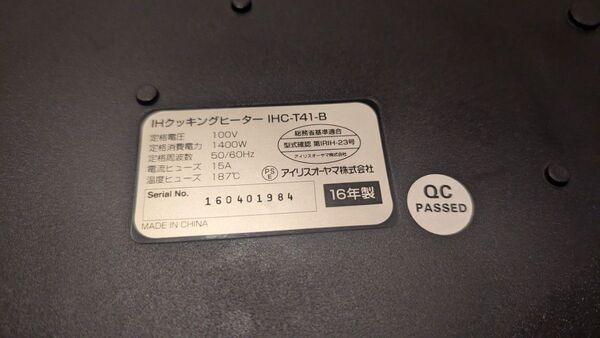 IHクッキングヒーター IHC-T41-B
定格電圧 100V
定格消費電力 1400W
定格周波数 50/60Hz
電流ヒューズ 15A
温度ヒューズ 187℃
総務省基準適合
型式確認 第IRIH-23号
アイリスオーヤマ株式会社
PS
E
アイリスオーヤマ株式会社
Serial No.
160401984
16年製
MADE IN CHINA
QC
PASSED